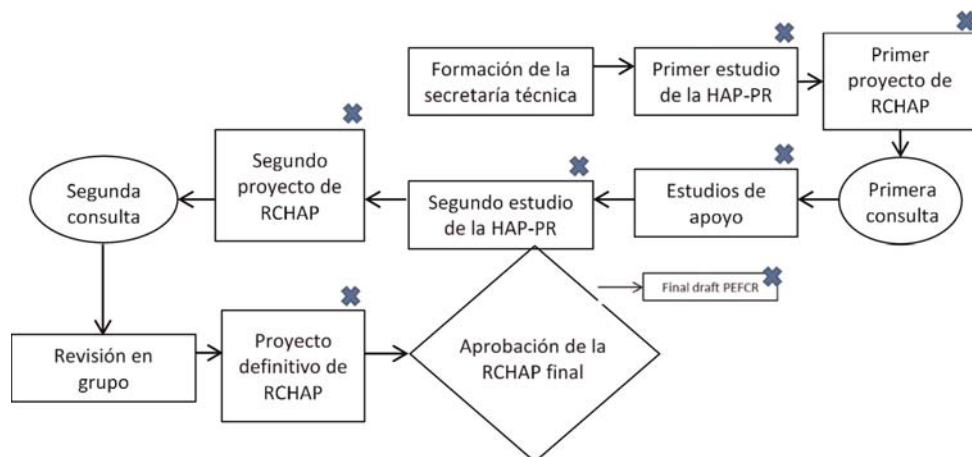 Formación de la
secretaría técnica
Primer estudio
de la HAP-PR
Primer
proyecto de
RCHAP
Primera
consulta
Estudios de
apoyo
Segundo estudio
de la HAP-PR
Segundo
proyecto de
RCHAP
Segunda
consulta
Revisión en
grupo
Proyecto
definitivo de
RCHAP
Aprobación de la
RCHAP final
Final draft PEFCR